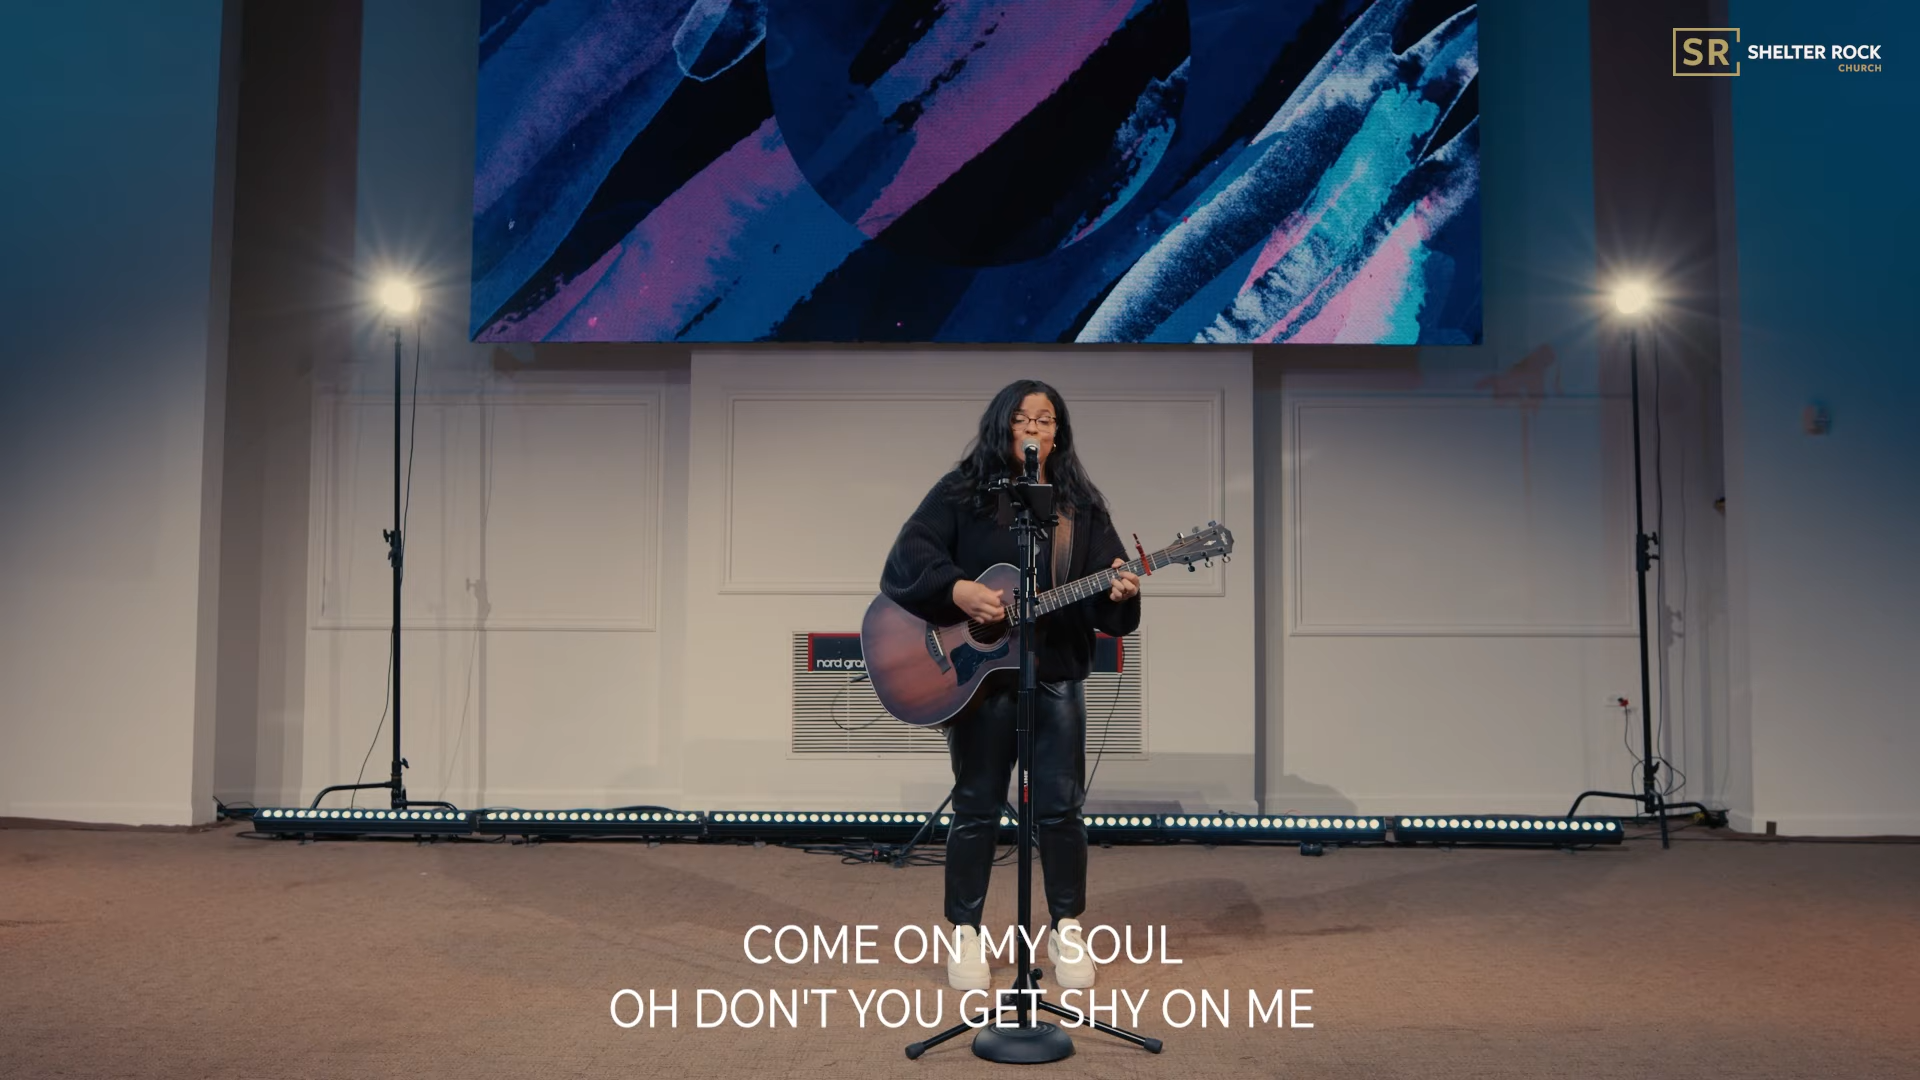 SR SHELTER ROCK
CHURCH
nord gra
COME ON MY SOUL
OH DON'T YOU GET SHY ON ME